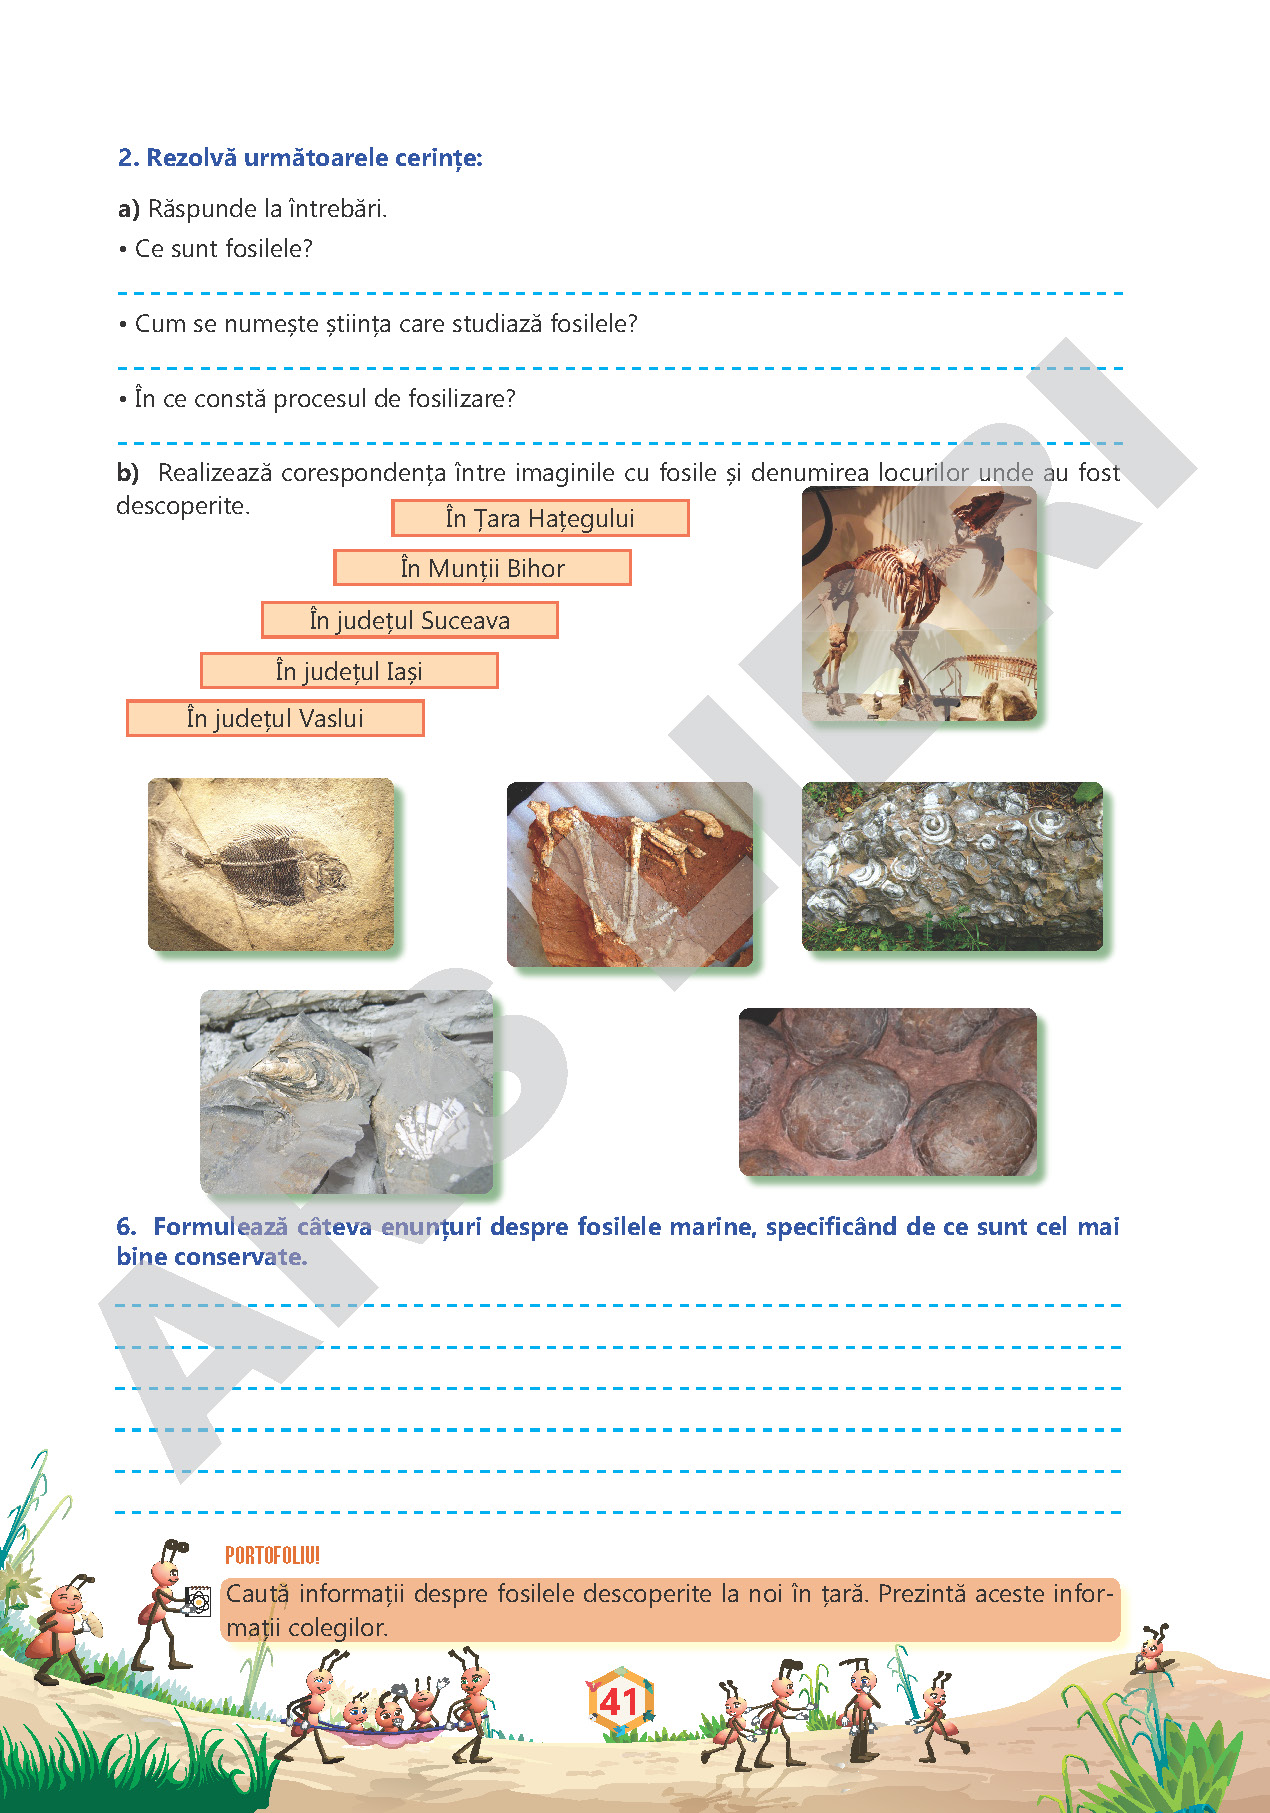 2. Rezolvă următoarele cerințe:
a) Răspunde la întrebări.
• Ce sunt fosilele?
• Cum se numește știința care studiază fosilele?
• În ce constă procesul de fosilizare?
b) Realizează corespondența între imaginile cu fosile și denumirea locurilor unde au fost
descoperite.
În Țara Hațegului
În Munții Bihor
În județul Suceava
În județul Iași
În județul Vaslui
6. Formulează câteva enunțuri despre fosilele marine, specificând de ce sunt cel mai
bine conservate.
PORTOFOLIU!
Caută informații despre fosilele descoperite la noi în țară. Prezintă aceste infor-
mații colegilor.
41
ARS LIBRI